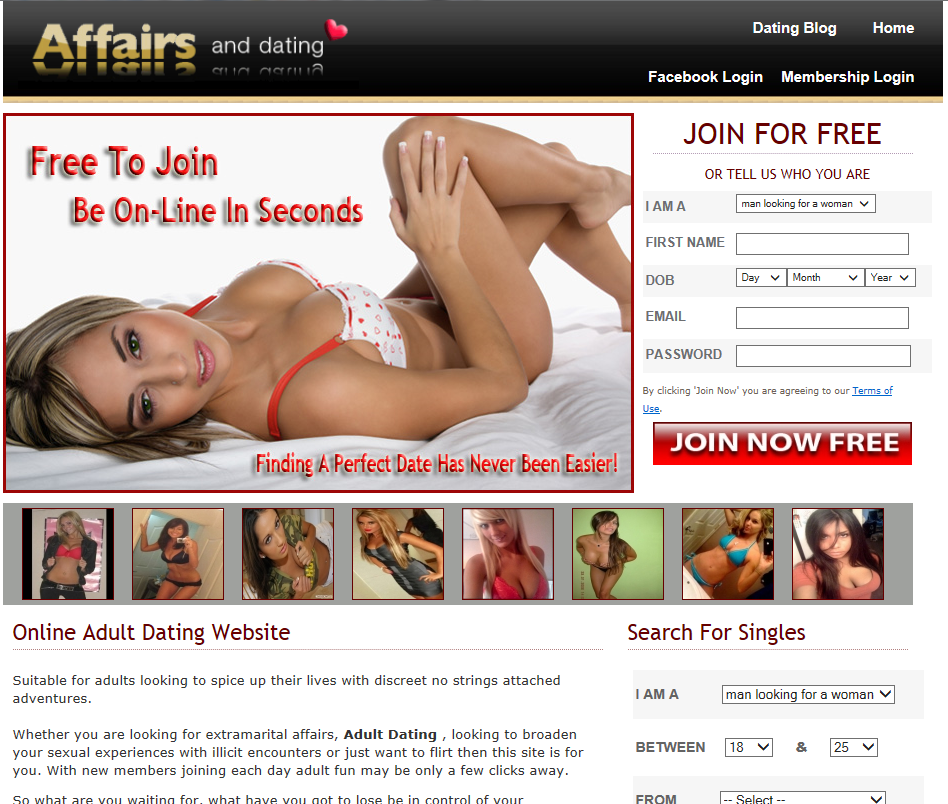 Affairs and dating
Dating Blog Home
Facebook Login Membership Login
Free To Join
Be On-Line In Seconds
Finding A Perfect Date Has Never Been Easier!
JOIN FOR FREE
OR TELL US WHO YOU ARE
I AM A man looking for a woman
FIRST NAME
DOB Day Month Year
EMAIL
PASSWORD
By clicking 'Join Now' you are agreeing to our Terms of
Use.
JOIN NOW FREE
Online Adult Dating Website
Suitable for adults looking to spice up their lives with discreet no strings attached
adventures.
Whether you are looking for extramarital affairs, Adult Dating , looking to broaden
your sexual experiences with illicit encounters or just want to flirt then this site is for
you. With new members joining each day adult fun may be only a few clicks away.
So what are you waiting for, what have you got to lose be in control of your
Search For Singles
I AM A man looking for a woman
BETWEEN 18 & 25
FROM -- Select --